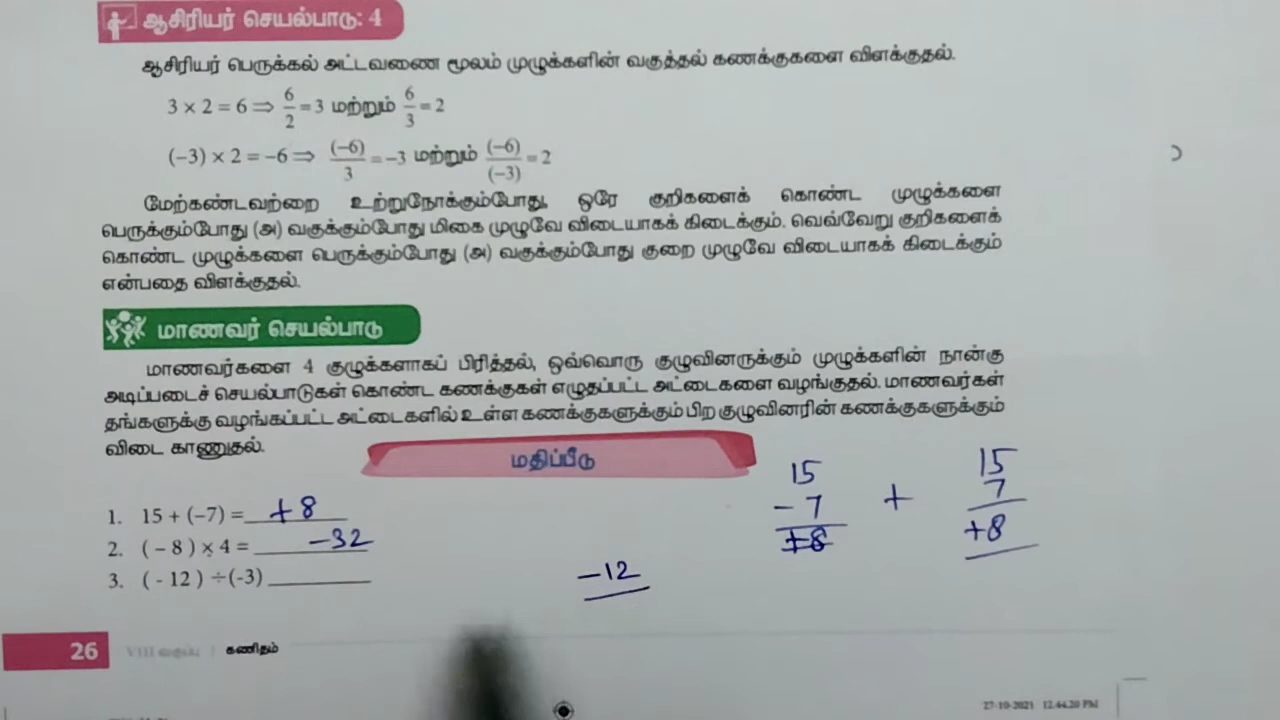 ஆசிரியர் செயல்பாடு: 4
ஆசிரியர் பெருக்கல் அட்டவணை மூலம் முழுக்களின் வகுத்தல் கணக்குகளை விளக்குதல்.
3 × 2 = 6 ⇒ 6/2 = 3 மற்றும் 6/3 = 2
(−3) × 2 = −6 ⇒ (−6)/3 = −3 மற்றும் (−6)/(−3) = 2
மேற்கண்டவற்றை உற்றுநோக்கும்போது, ஒரே குறிகளைக் கொண்ட முழுக்களை
பெருக்கும்போது (அ) வகுக்கும்போது மிகை முழுவே விடையாகக் கிடைக்கும். வெவ்வேறு குறிகளைக்
கொண்ட முழுக்களை பெருக்கும்போது (அ) வகுக்கும்போது குறை முழுவே விடையாகக் கிடைக்கும்
என்பதை விளக்குதல்.
மாணவர் செயல்பாடு
மாணவர்களை 4 குழுக்களாகப் பிரித்தல், ஒவ்வொரு குழுவினருக்கும் முழுக்களின் நான்கு
அடிப்படைச் செயல்பாடுகள் கொண்ட கணக்குகள் எழுதப்பட்ட அட்டைகளை வழங்குதல். மாணவர்கள்
தங்களுக்கு வழங்கப்பட்ட அட்டைகளில் உள்ள கணக்குகளுக்கும் பிற குழுவினரின் கணக்குகளுக்கும்
விடை காணுதல்.
மதிப்பீடு
1. 15 + (−7) = +8
2. ( − 8 ) × 4 = −32
3. ( - 12 ) ÷ (-3)
−12
15
− 7
+8
+
15
7
+8
26 VIII வகுப்பு | கணிதம்
27-10-2021 12:44:20 PM